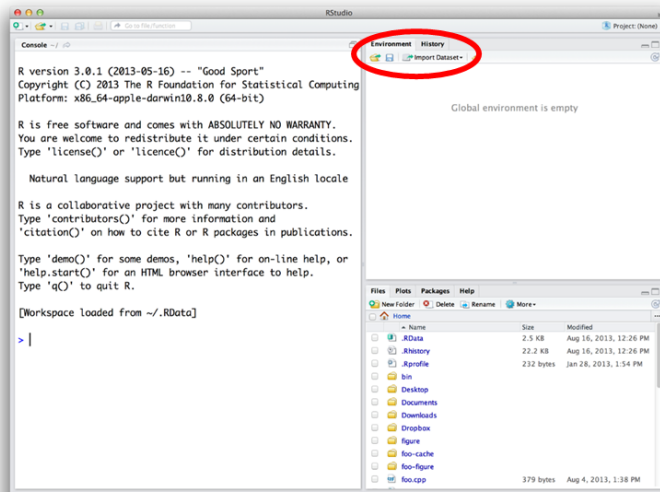 RStudio
Go to file/function
Project: (None)
Console ~/
R version 3.0.1 (2013-05-16) -- "Good Sport"
Copyright (C) 2013 The R Foundation for Statistical Computing
Platform: x86_64-apple-darwin10.8.0 (64-bit)
R is free software and comes with ABSOLUTELY NO WARRANTY.
You are welcome to redistribute it under certain conditions.
Type 'license()' or 'licence()' for distribution details.
Natural language support but running in an English locale
R is a collaborative project with many contributors.
Type 'contributors()' for more information and
'citation()' on how to cite R or R packages in publications.
Type 'demo()' for some demos, 'help()' for on-line help, or
'help.start()' for an HTML browser interface to help.
Type 'q()' to quit R.
[Workspace loaded from ~/.RData]
>
Environment History
Import Dataset
Global environment is empty
Files Plots Packages Help
New Folder Delete Rename More
Home
Name Size Modified
.RData 2.5 KB Aug 16, 2013, 12:26 PM
.Rhistory 22.2 KB Aug 16, 2013, 12:26 PM
.Rprofile 232 bytes Jan 28, 2013, 1:54 PM
bin
Desktop
Documents
Downloads
Dropbox
figure
foo-cache
foo-figure
foo.cpp 379 bytes Aug 4, 2013, 1:38 PM